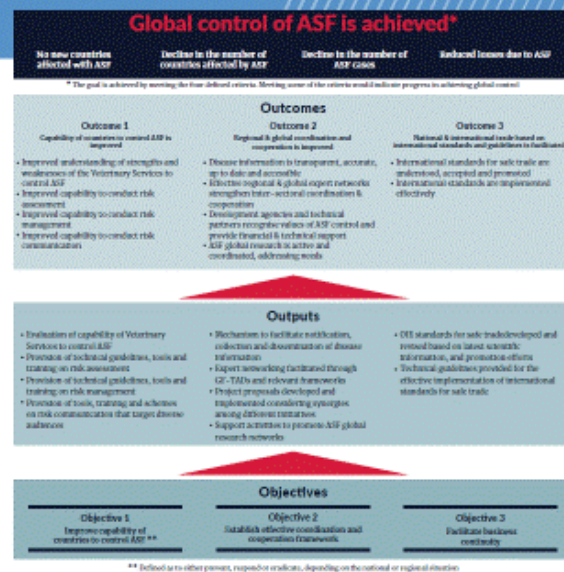 Global control of ASF is achieved*
No new countries
affected with ASF
Decline in the number of
countries affected by ASF
Decline in the number of
ASF cases
Reduced losses due to ASF
* The goal is achieved by meeting the four defined criteria. Meeting some of the criteria would indicate progress in achieving global control
Outcomes
Outcome 1
Capability of countries to control ASF is
improved
• Improved understanding of strengths and
weaknesses of the Veterinary Services to
control ASF
• Improved capability to conduct risk
assessment
• Improved capability to conduct risk
management
• Improved capability to conduct risk
communication
Outcome 2
Regional & global coordination and
cooperation is improved
• Disease information is transparent, accurate,
up to date and accessible
• Effective regional & global expert networks
strengthen inter-sectoral coordination &
cooperation
• Development agencies and technical
partners recognise values of ASF control and
provide financial & technical support
• ASF global research is active and
coordinated, addressing needs
Outcome 3
National & international trade based on
international standards and guidelines is facilitated
• International standards for safe trade are
understood, accepted and promoted
• International standards are implemented
effectively
Outputs
• Evaluation of capability of Veterinary
Services to control ASF
• Provision of technical guidelines, tools and
training on risk assessment
• Provision of technical guidelines, tools and
training on risk management
• Provision of tools, training and schemes
on risk communication that target diverse
audiences
• Mechanism to facilitate notification,
collection and dissemination of disease
information
• Expert networking facilitated through
GF-TADs and relevant frameworks
• Project proposals developed and
implemented considering synergies
among different initiatives
• Support activities to promote ASF global
research networks
• OIE standards for safe tradedeveloped and
revised based on latest scientific
information, and promotion efforts
• Technical guidelines provided for the
effective implementation of international
standards for safe trade
Objectives
Objective 1
Improve capability of
countries to control ASF **
Objective 2
Establish effective coordination and
cooperation framework
Objective 3
Facilitate business
continuity
** Defined as to either prevent, respond or eradicate, depending on the national or regional situation